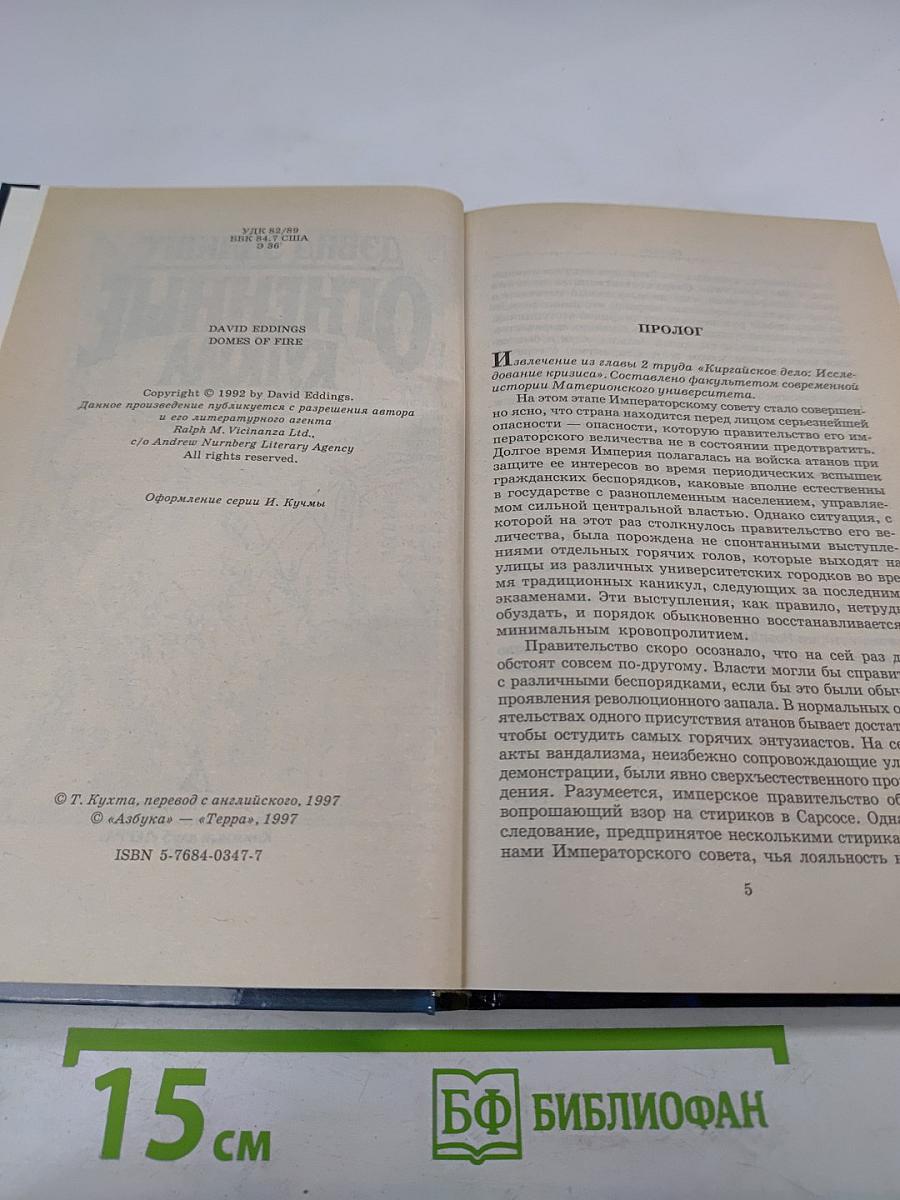 УДК 82/89
ББК 84.7 США
Э 36
DAVID EDDINGS
DOMES OF FIRE
Copyright © 1992 by David Eddings.
Данное произведение публикуется с разрешения автора
и его литературного агента
Ralph M. Vicinanza Ltd.,
c/o Andrew Nurnberg Literary Agency
All rights reserved.
Оформление серии И. Кучмы
© Т. Кухта, перевод с английского, 1997
© «Азбука» — «Терра», 1997
ISBN 5-7684-0347-7
ПРОЛОГ
Извлечение из главы 2 труда «Киргайское дело: Иссле-
дование кризиса». Составлено факультетом современной
истории Материонского университета.
На этом этапе Императорскому совету стало совершен-
но ясно, что страна находится перед лицом серьезнейшей
опасности — опасности, которую правительство его им-
ператорского величества не в состоянии предотвратить.
Долгое время Империя полагалась на войска атанов при
защите ее интересов во время периодических вспышек
гражданских беспорядков, каковые вполне естественны
в государстве с разноплеменным населением, управляе-
мом сильной центральной властью. Однако ситуация, с
которой на этот раз столкнулось правительство его ве-
личества, была порождена не спонтанными выступле-
ниями отдельных горячих голов, которые выходят на
улицы из различных университетских городков во вре
мя традиционных каникул, следующих за последним
экзаменами. Эти выступления, как правило, нетрудн
обуздать, и порядок обыкновенно восстанавливается
минимальным кровопролитием.
Правительство скоро осознало, что на сей раз д
обстоят совсем по-другому. Власти могли бы справит
с различными беспорядками, если бы это были обыч
проявления революционного запала. В нормальных о
ятельствах одного присутствия атанов бывает достат
чтобы остудить самых горячих энтузиастов. На се
акты вандализма, неизбежно сопровождающие ул
демонстрации, были явно сверхъестественного про
дения. Разумеется, имперское правительство об
вопрошающий взор на стириков в Сарсосе. Одна
следование, предпринятое несколькими стирика
нами Императорского совета, чья лояльность н
5
15 см
БФ БИБЛИОФАН